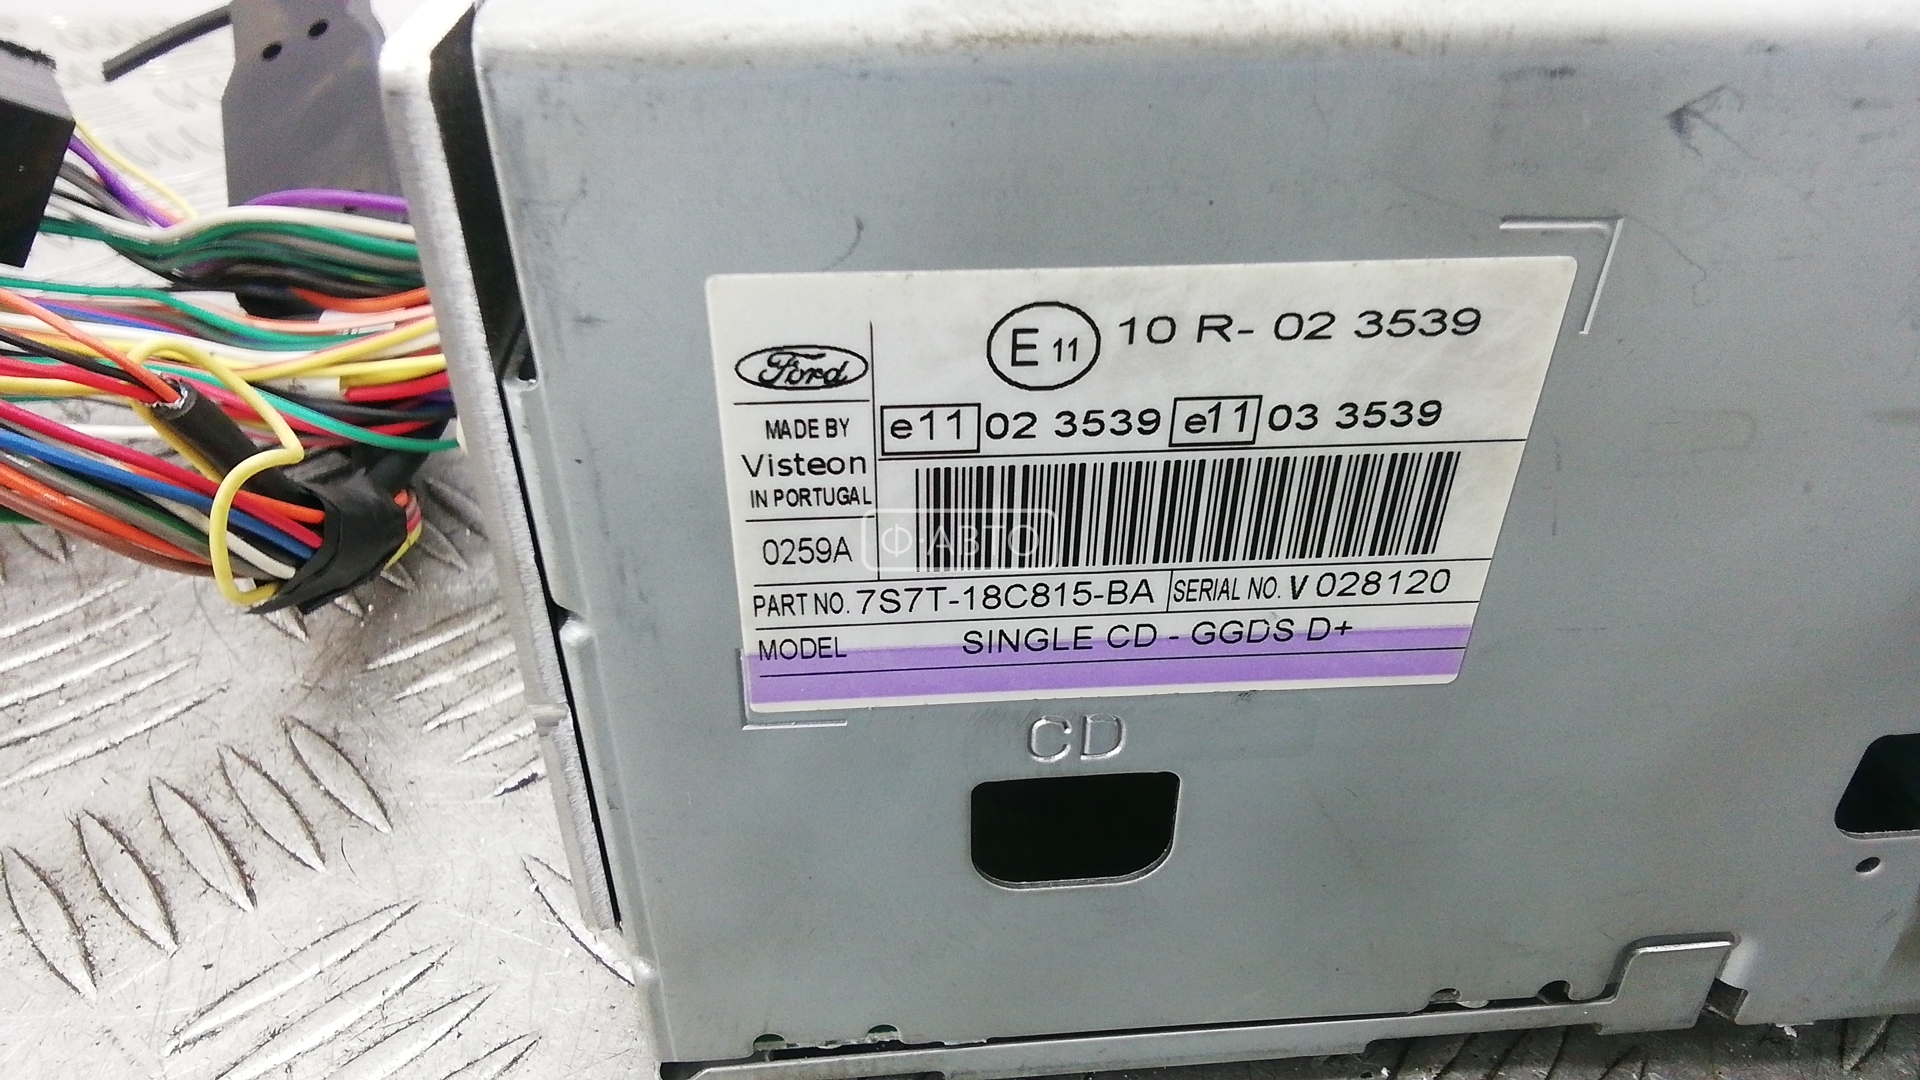 E 11 10 R- 02 3539
Ford
MADE BY
Visteon
IN PORTUGAL
e11 02 3539 e11 03 3539
0259A
Ф·АВТО
PART NO. 7S7T-18C815-BA SERIAL NO. V 028120
MODEL SINGLE CD - GGDS D+
CD